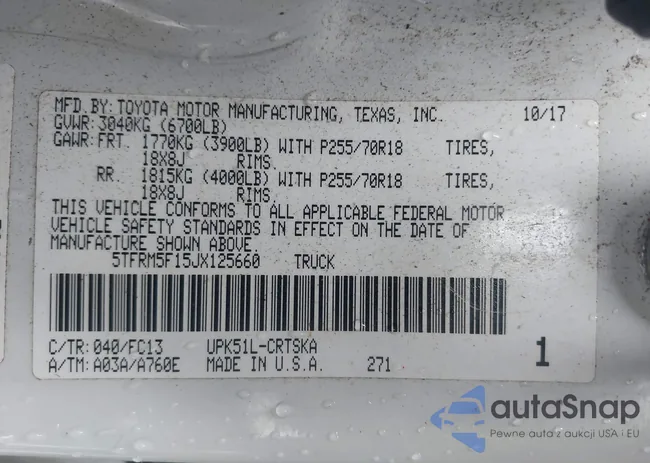 MFD. BY: TOYOTA MOTOR MANUFACTURING, TEXAS, INC. 10/17
GVWR: 3040KG (6700LB)
GAWR: FRT. 1770KG (3900LB) WITH P255/70R18 TIRES,
18X8J RIMS.
RR. 1815KG (4000LB) WITH P255/70R18 TIRES,
18X8J RIMS.
THIS VEHICLE CONFORMS TO ALL APPLICABLE FEDERAL MOTOR
VEHICLE SAFETY STANDARDS IN EFFECT ON THE DATE OF
MANUFACTURE SHOWN ABOVE.
5TFRM5F15JX125660 TRUCK
C/TR: 040/FC13 UPK51L-CRTSKA 1
A/TM: A03A/A760E MADE IN U.S.A. 271
autaSnap
Pewne auta z aukcji USA i EU